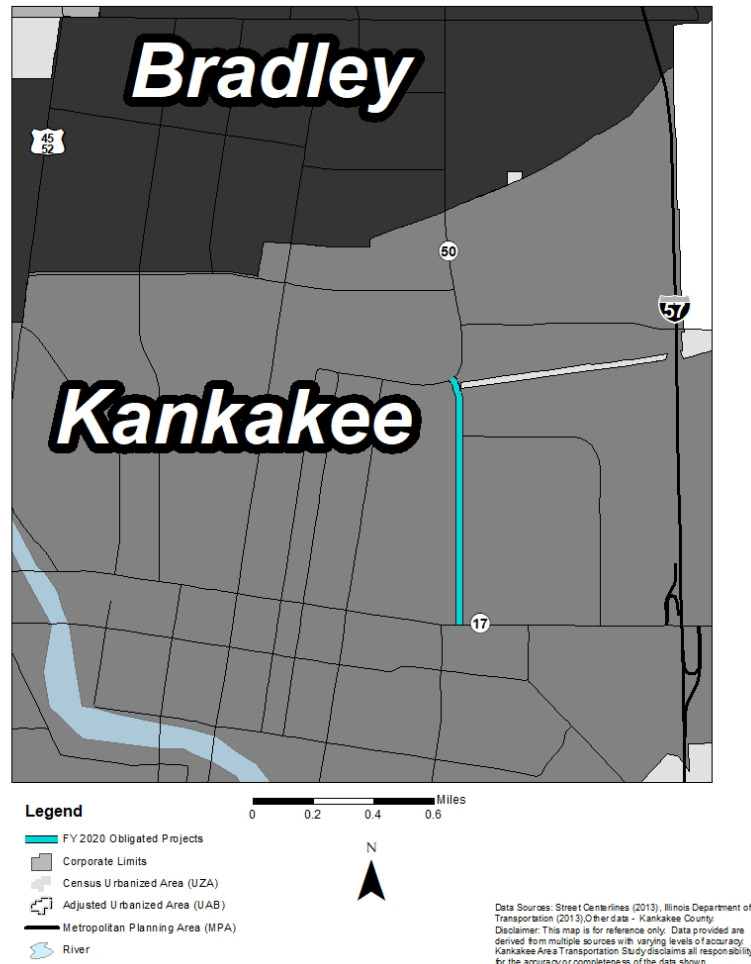 Bradley
45
52
50
57
Kankakee
17
Legend
Miles
0 0.2 0.4 0.6
FY 2020 Obligated Projects
Corporate Limits
Census Urbanized Area (UZA)
Adjusted Urbanized Area (UAB)
Metropolitan Planning Area (MPA)
River
N
Data Sources: Street Centerlines (2013), Illinois Department of
Transportation (2013),Other data - Kankakee County.
Disclaimer: This map is for reference only. Data provided are
derived from multiple sources with varying levels of accuracy.
Kankakee Area Transportation Study disclaims all responsibility
for the accuracy or completeness of the data shown